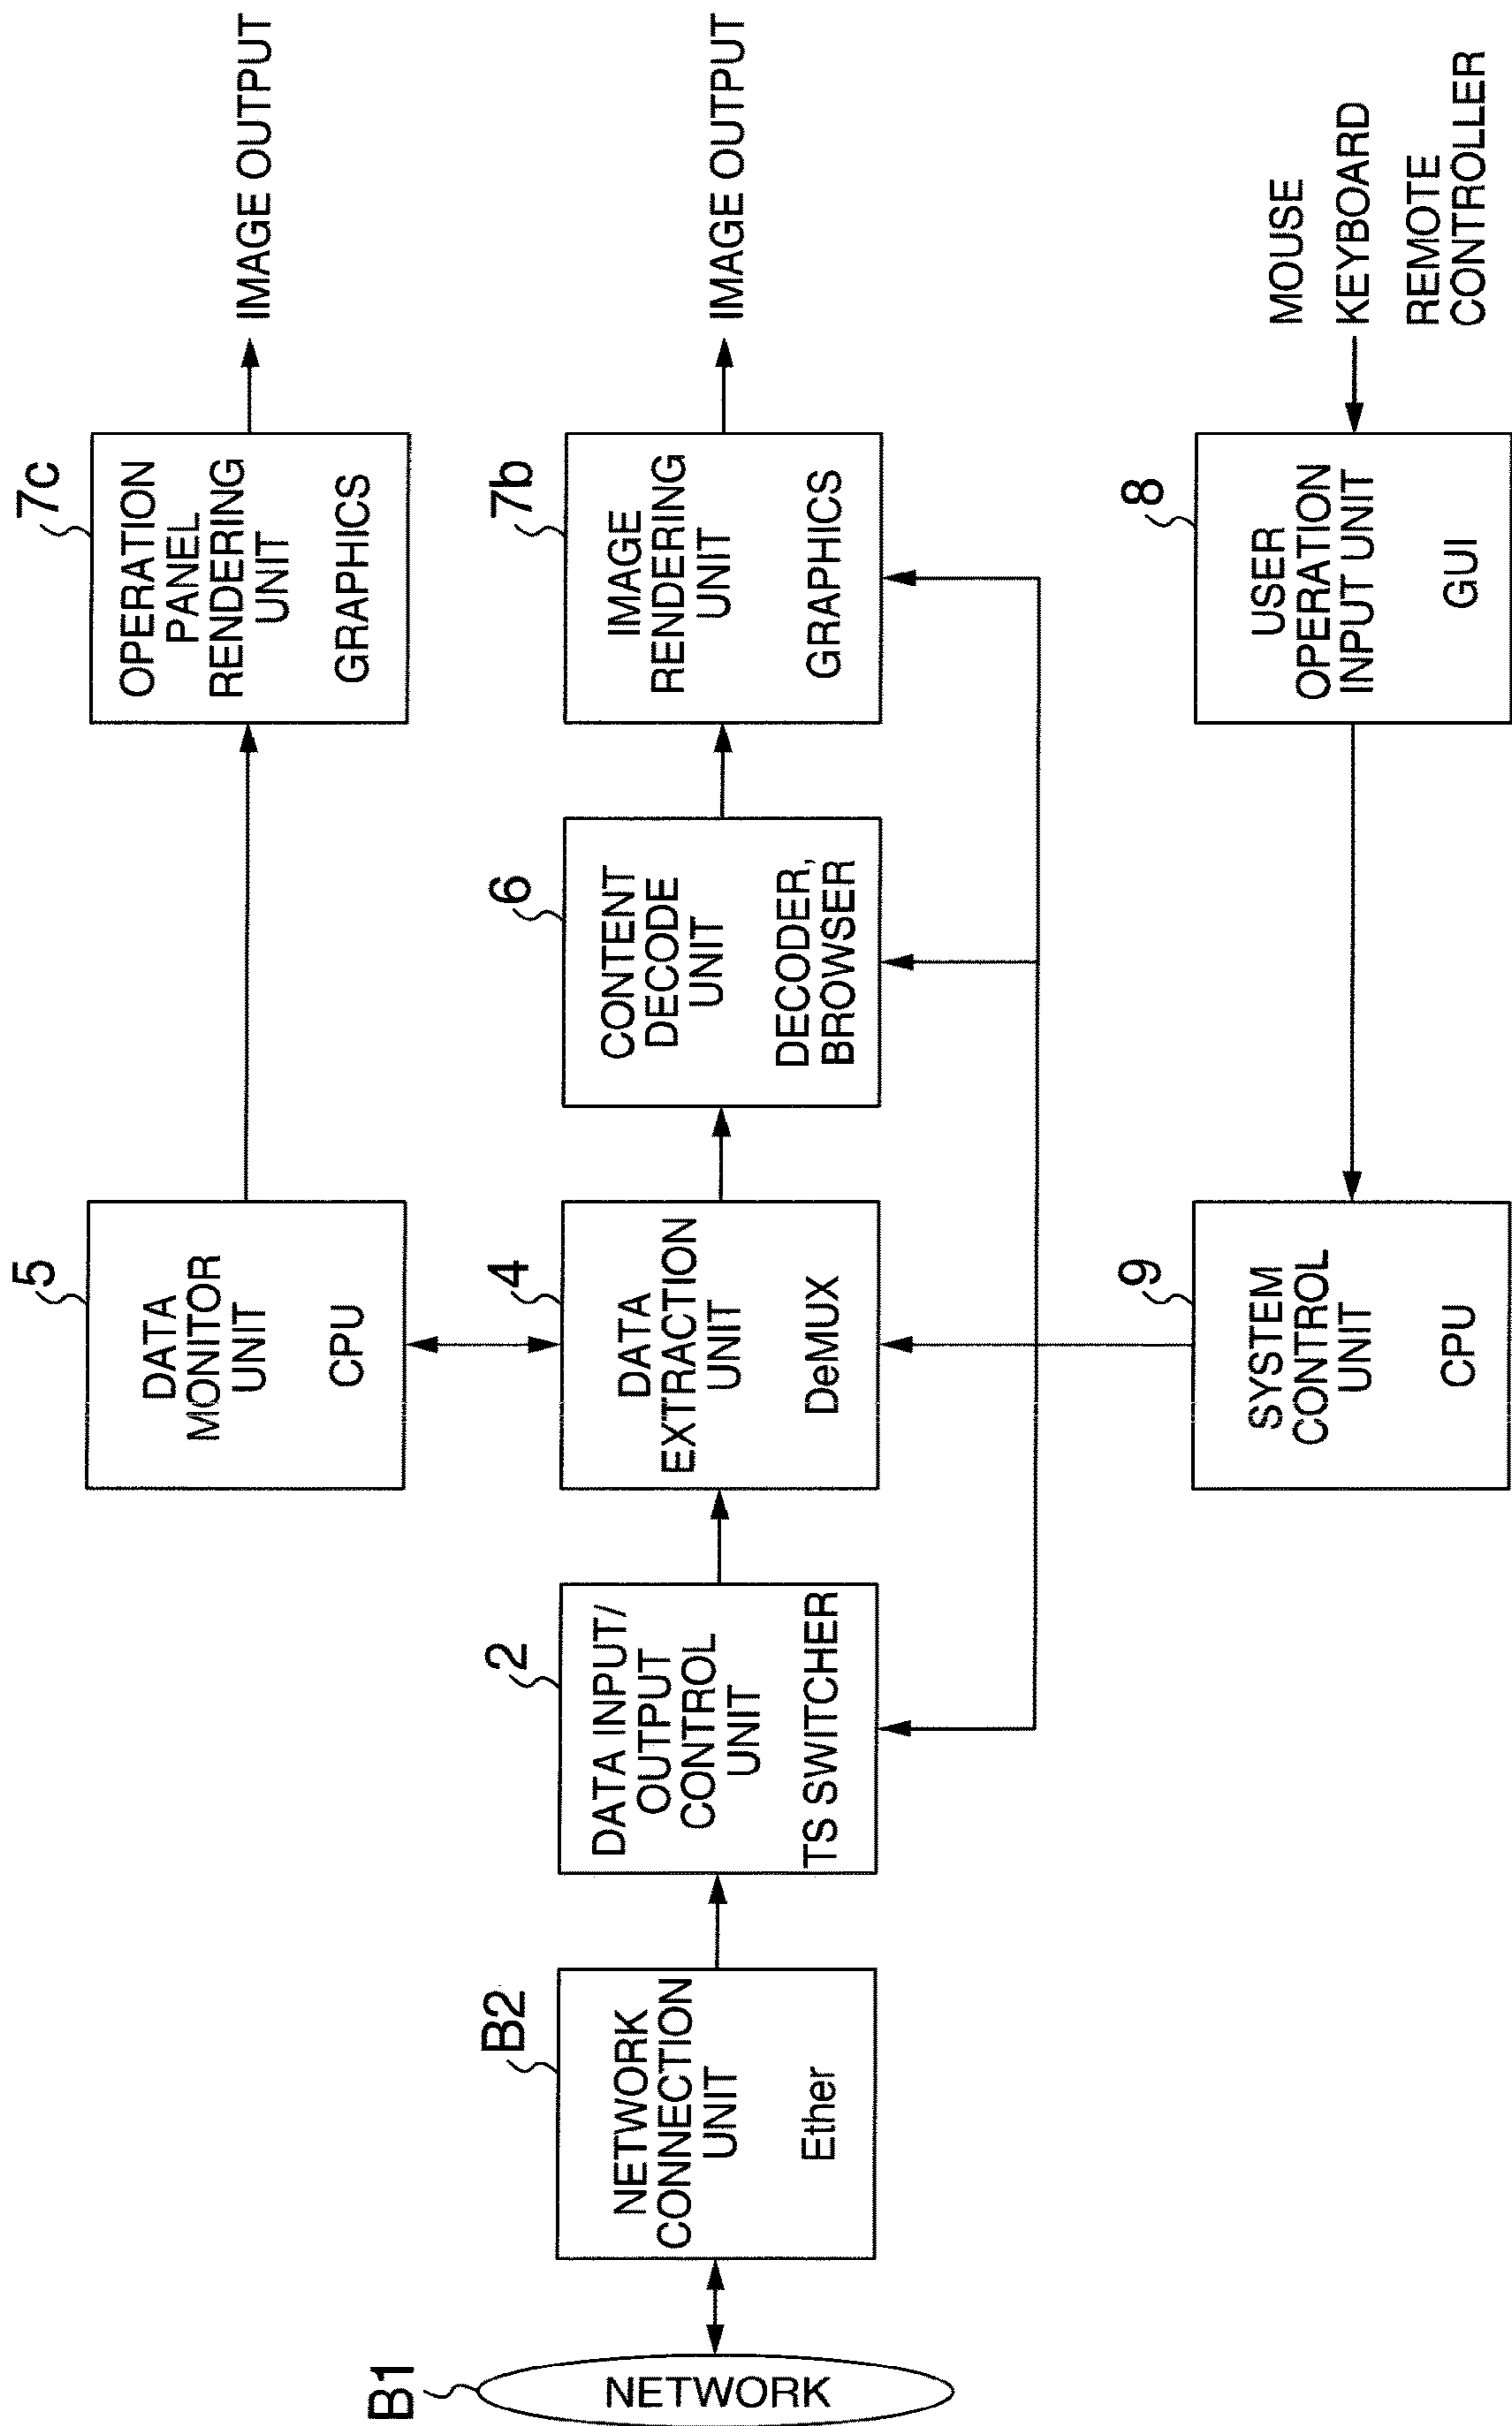 7c
OPERATION
PANEL
RENDERING
UNIT
GRAPHICS
IMAGE OUTPUT
5
DATA
MONITOR
UNIT
CPU
B1
NETWORK
B2
NETWORK
CONNECTION
UNIT
Ether
2
DATA INPUT/
OUTPUT
CONTROL
UNIT
TS SWITCHER
4
DATA
EXTRACTION
UNIT
DeMUX
6
CONTENT
DECODE
UNIT
DECODER,
BROWSER
7b
IMAGE
RENDERING
UNIT
GRAPHICS
IMAGE OUTPUT
9
SYSTEM
CONTROL
UNIT
CPU
8
USER
OPERATION
INPUT UNIT
GUI
MOUSE
KEYBOARD
REMOTE
CONTROLLER